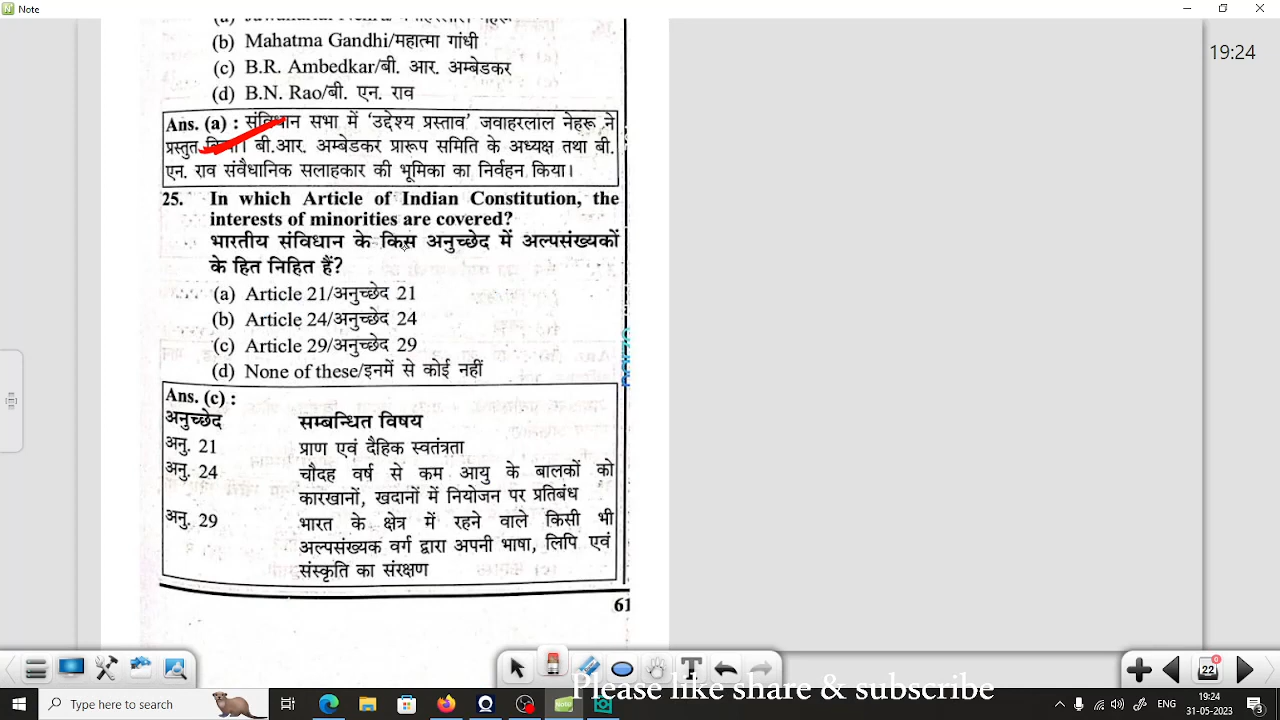 Note
19:24
(a) Jawaharlal Nehru/जवाहरलाल नेहरू
(b) Mahatma Gandhi/महात्मा गांधी
(c) B.R. Ambedkar/बी. आर. अम्बेडकर
(d) B.N. Rao/बी. एन. राव
Ans. (a) : संविधान सभा में ‘उद्देश्य प्रस्ताव’ जवाहरलाल नेहरू ने
प्रस्तुत किया। बी.आर. अम्बेडकर प्रारूप समिति के अध्यक्ष तथा बी.
एन. राव संवैधानिक सलाहकार की भूमिका का निर्वहन किया।
25. In which Article of Indian Constitution, the
interests of minorities are covered?
भारतीय संविधान के किस अनुच्छेद में अल्पसंख्यकों
के हित निहित हैं?
(a) Article 21/अनुच्छेद 21
(b) Article 24/अनुच्छेद 24
(c) Article 29/अनुच्छेद 29
(d) None of these/इनमें से कोई नहीं
Ans. (c) :
अनुच्छेद सम्बन्धित विषय
अनु. 21 प्राण एवं दैहिक स्वतंत्रता
अनु. 24 चौदह वर्ष से कम आयु के बालकों को
कारखानों, खदानों में नियोजन पर प्रतिबंध
अनु. 29 भारत के क्षेत्र में रहने वाले किसी भी
अल्पसंख्यक वर्ग द्वारा अपनी भाषा, लिपि एवं
संस्कृति का संरक्षण
61
22
Please like share & subscribe
Type here to search
Note
ENG
19:24
31-05-2023